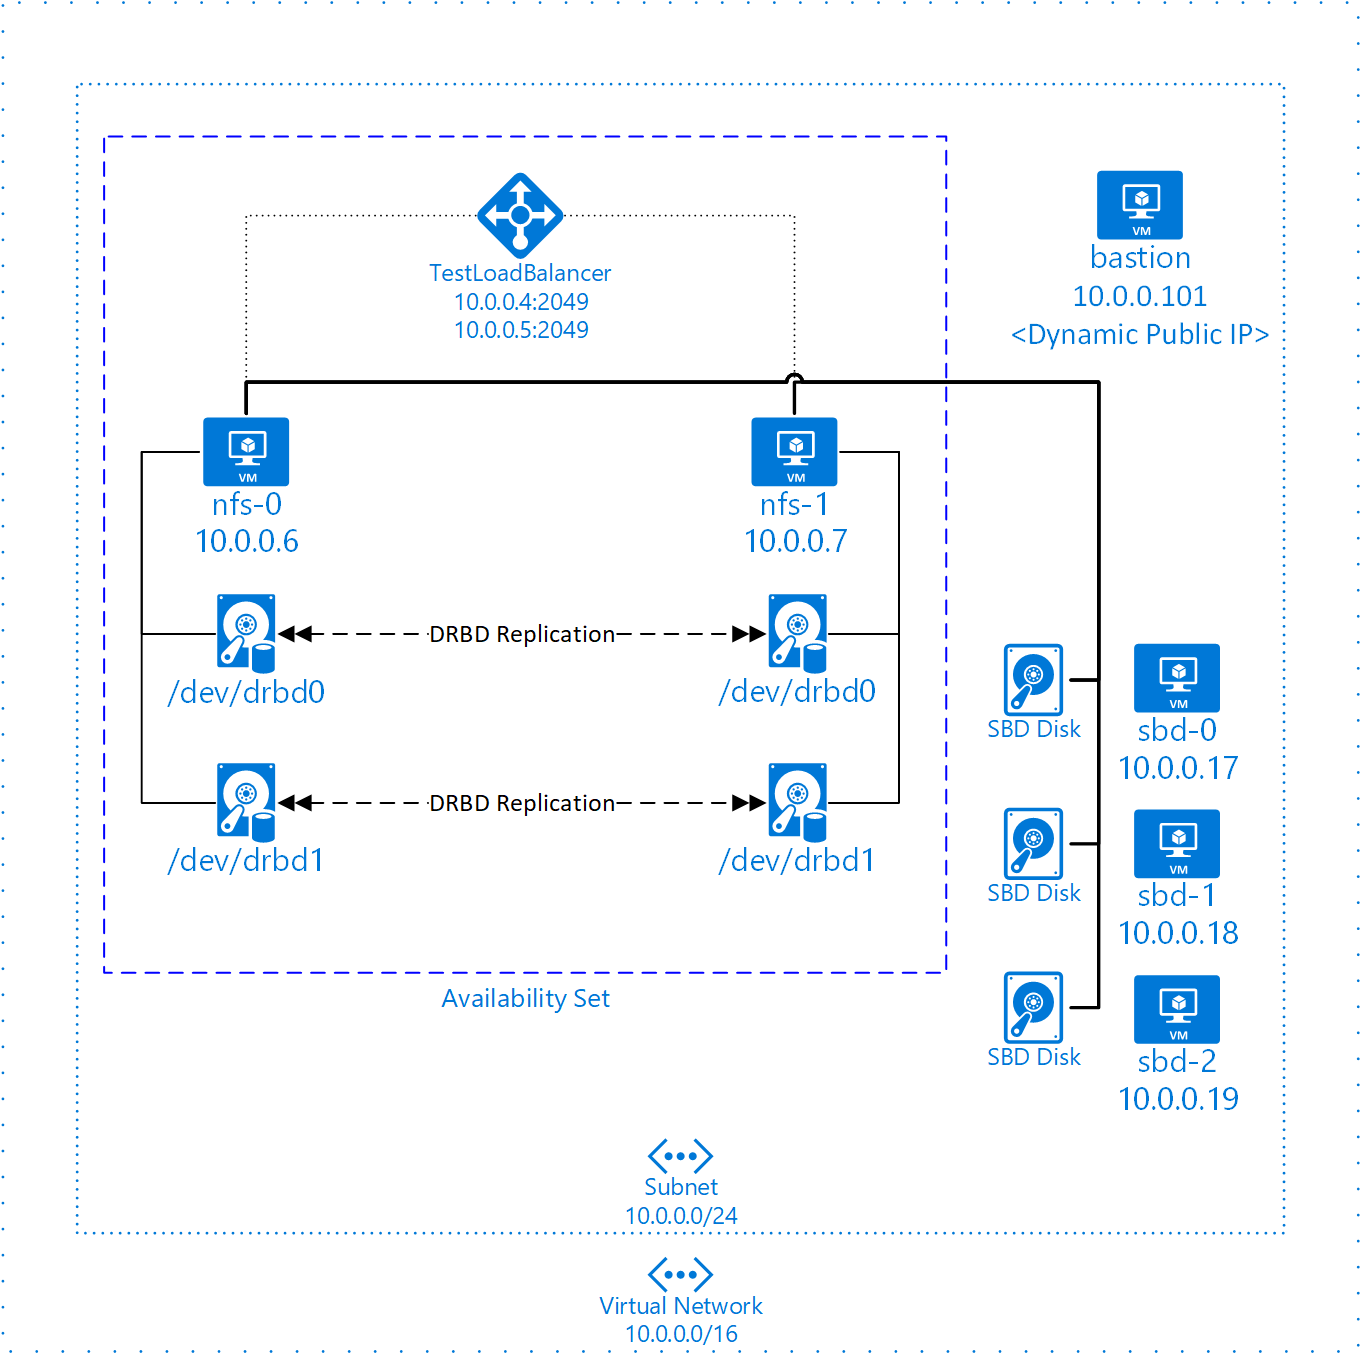 TestLoadBalancer
10.0.0.4:2049
10.0.0.5:2049
VM
bastion
10.0.0.101
<Dynamic Public IP>
VM
nfs-0
10.0.0.6
VM
nfs-1
10.0.0.7
DRBD Replication
/dev/drbd0
/dev/drbd0
DRBD Replication
/dev/drbd1
/dev/drbd1
Availability Set
SBD Disk
VM
sbd-0
10.0.0.17
SBD Disk
VM
sbd-1
10.0.0.18
SBD Disk
VM
sbd-2
10.0.0.19
Subnet
10.0.0.0/24
Virtual Network
10.0.0.0/16